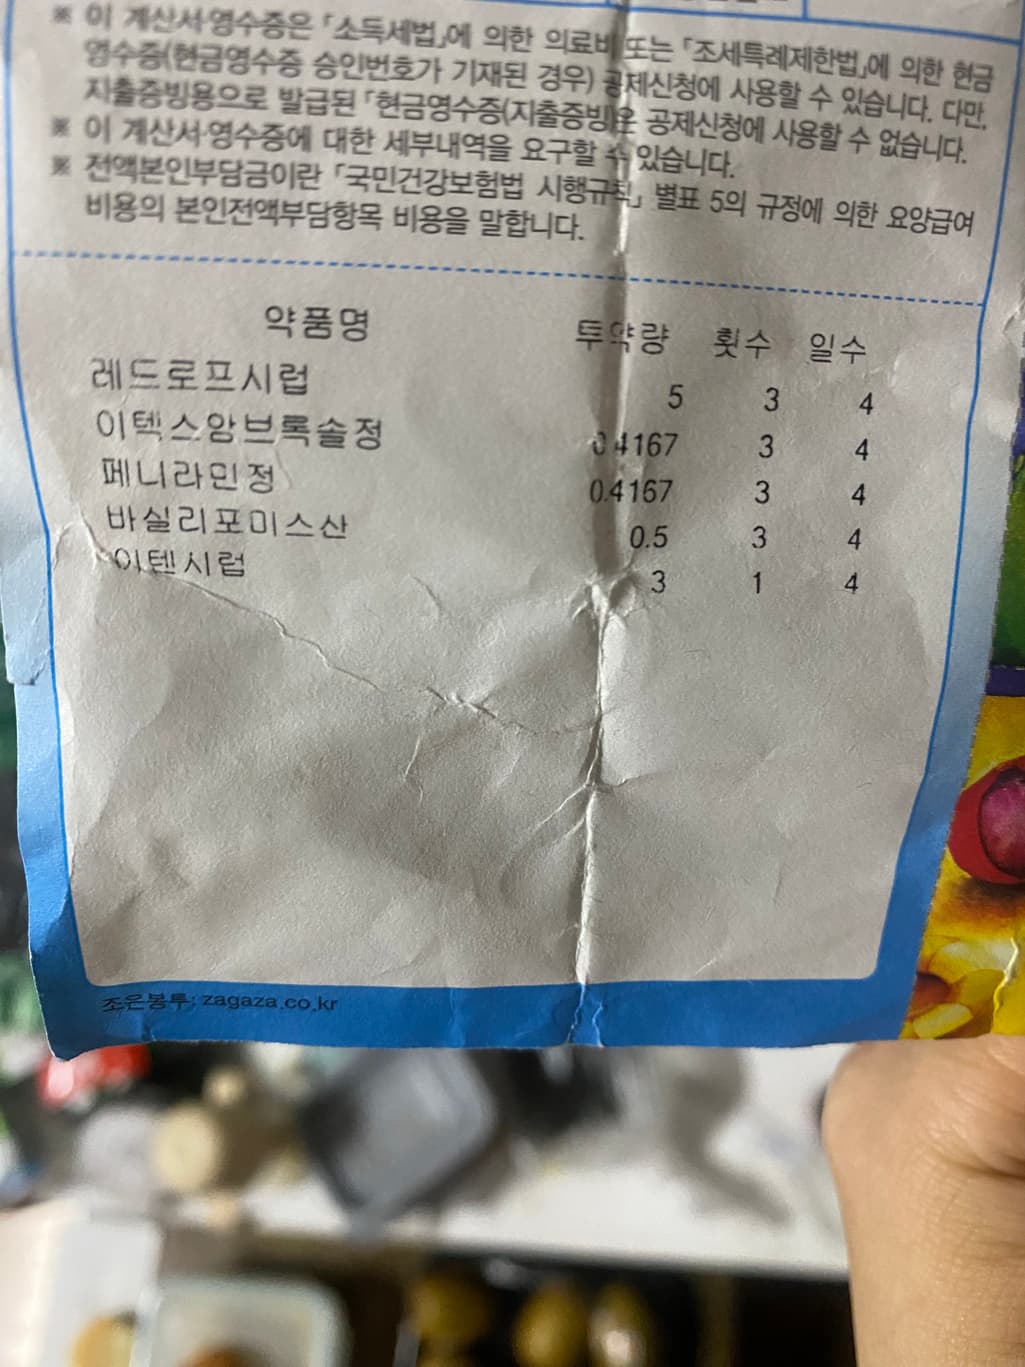 ※ 이 계산서·영수증은 「소득세법」에 의한 의료비 또는 「조세특례제한법」에 의한 현금
영수증(현금영수증 승인번호가 기재된 경우) 공제신청에 사용할 수 있습니다. 다만,
지출증빙용으로 발급된 「현금영수증(지출증빙)」은 공제신청에 사용할 수 없습니다.
※ 이 계산서·영수증에 대한 세부내역을 요구할 수 있습니다.
※ 전액본인부담금이란 「국민건강보험법 시행규칙」 별표 5의 규정에 의한 요양급여
비용의 본인전액부담항목 비용을 말합니다.
약품명 투약량 횟수 일수
레드로프시럽 5 3 4
이텍스암브록솔정 0.4167 3 4
페니라민정 0.4167 3 4
바실리포미스산 0.5 3 4
이텐시럽 3 1 4
조은봉투: zagaza.co.kr